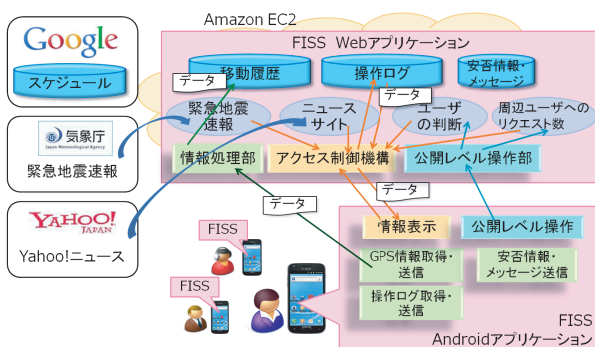 Amazon EC2
Google
スケジュール
FISS Webアプリケーション
データ
移動履歴
操作ログ
安否情報・
メッセージ
データ
緊急地震
速報
ニュース
サイト
ユーザ
の判断
周辺ユーザへの
リクエスト数
気象庁
Japan Meteorological Agency
緊急地震速報
情報処理部
アクセス制御機構
公開レベル操作部
データ
データ
YAHOO!
JAPAN
Yahoo!ニュース
情報表示
公開レベル操作
FISS
GPS情報取得・
送信
安否情報・
メッセージ送信
FISS
操作ログ取得・
送信
FISS
Androidアプリケーション